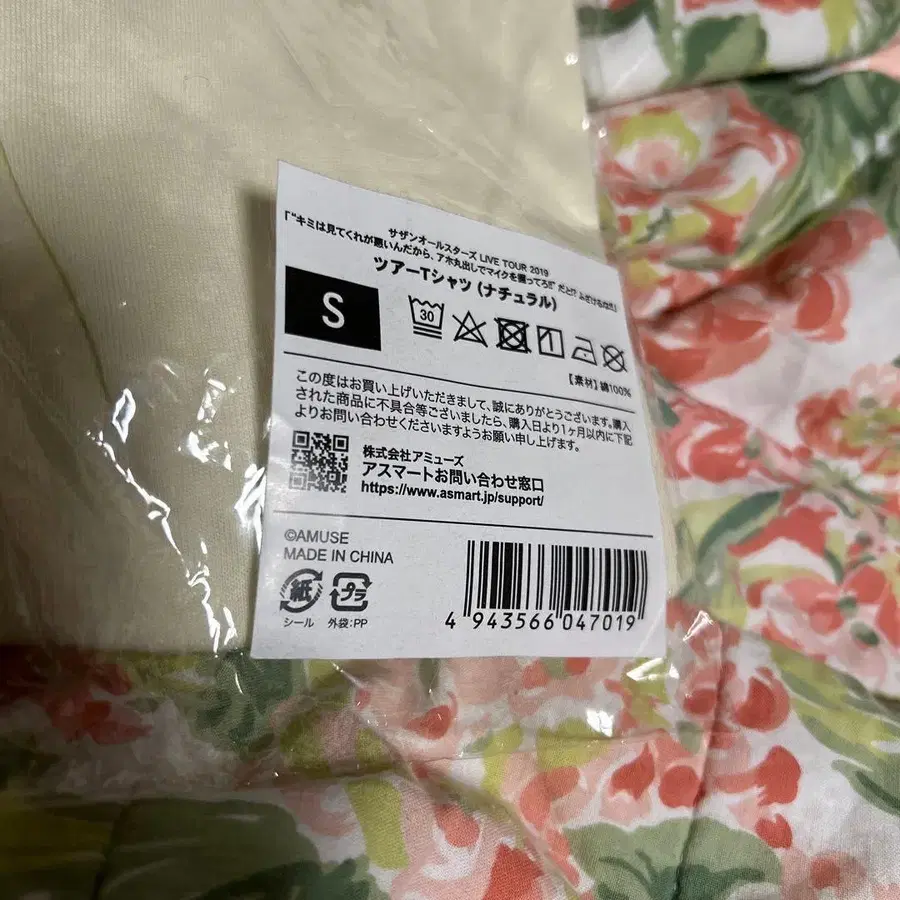 サザンオールスターズ LIVE TOUR 2019
「“キミは見てくれが悪いんだから、アホ丸出しでマイクを握ってろ!!” だと!? ふざけるな!!」
ツアーTシャツ (ナチュラル)
S
30
【素材】綿100%
この度はお買い上げいただきまして、誠にありがとうございます。購入
された商品に不具合等ございましたら、購入日より1ヶ月以内に下記
よりお問い合わせくださいますようお願い申し上げます。
株式会社アミューズ
アスマートお問い合わせ窓口
https://www.asmart.jp/support/
©AMUSE
MADE IN CHINA
紙 プラ
シール 外袋:PP
4 943566 047019